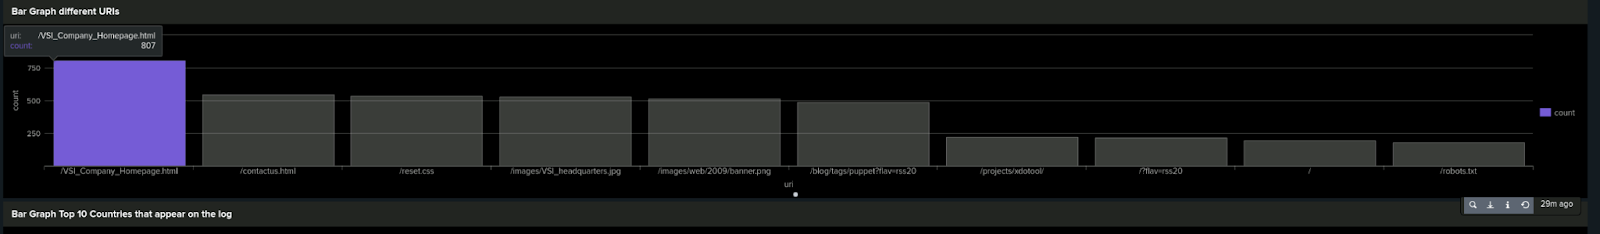 Bar Graph different URIs
uri: /VSI_Company_Homepage.html
count: 807
750
500
250
count
count
/VSI_Company_Homepage.html /contactus.html /reset.css /images/VSI_headquarters.jpg /images/web/2009/banner.png /blog/tags/puppet?flav=rss20 /projects/xdotool/ /?flav=rss20 / /robots.txt
uri
Bar Graph Top 10 Countries that appear on the log
29m ago